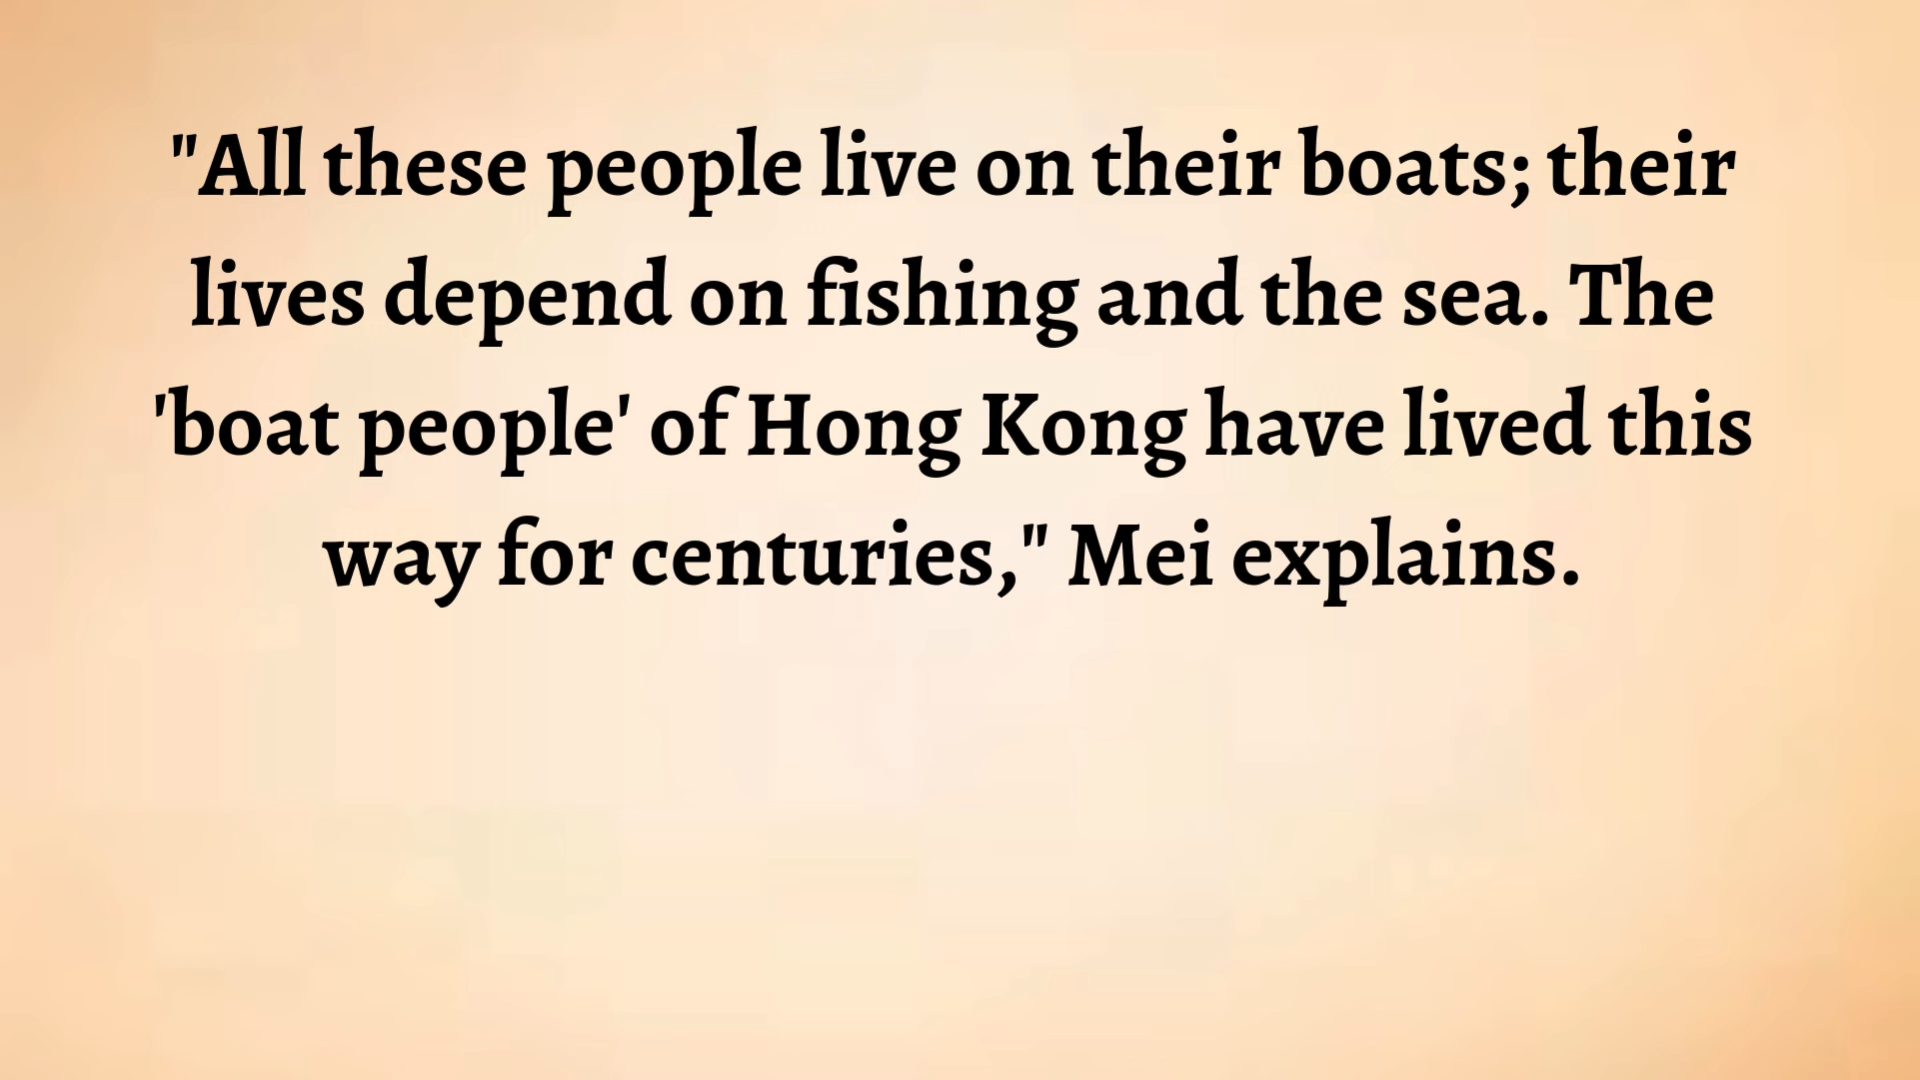 "All these people live on their boats; their
lives depend on fishing and the sea. The
'boat people' of Hong Kong have lived this
way for centuries," Mei explains.